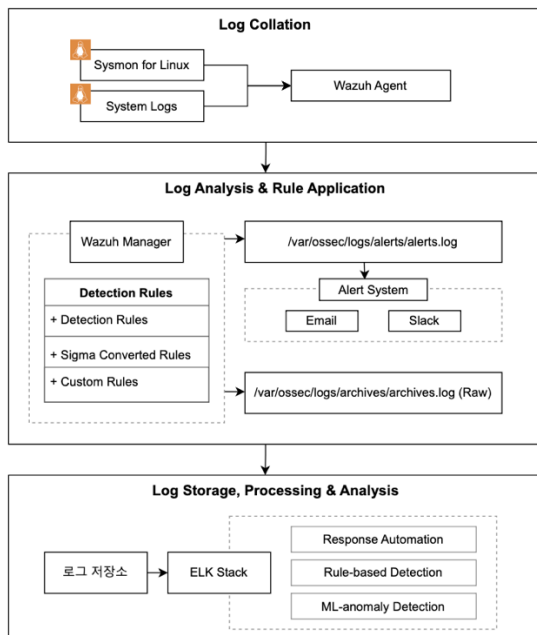 Log Collation
Sysmon for Linux
System Logs
Wazuh Agent
Log Analysis & Rule Application
Wazuh Manager
Detection Rules
+ Detection Rules
+ Sigma Converted Rules
+ Custom Rules
/var/ossec/logs/alerts/alerts.log
Alert System
Email
Slack
/var/ossec/logs/archives/archives.log (Raw)
Log Storage, Processing & Analysis
로그 저장소
ELK Stack
Response Automation
Rule-based Detection
ML-anomaly Detection